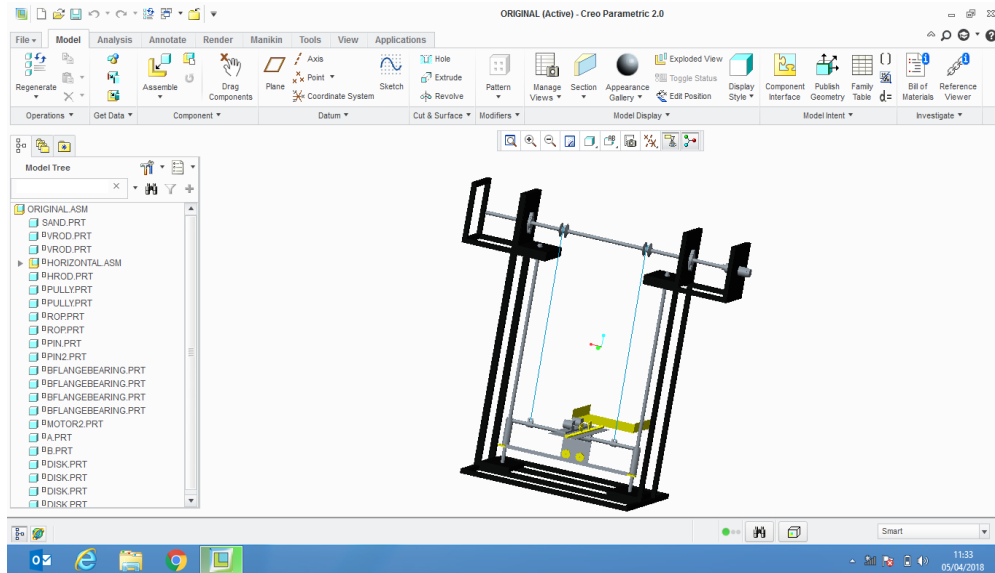 ORIGINAL (Active) - Creo Parametric 2.0
File Model Analysis Annotate Render Manikin Tools View Applications
Regenerate
Assemble
Drag Components
Plane
Axis
Point
Coordinate System
Sketch
Hole
Extrude
Revolve
Pattern
Manage Views
Section
Appearance Gallery
Exploded View
Toggle Status
Edit Position
Display Style
Component Interface
Publish Geometry
Family Table
d=
Bill of Materials
Reference Viewer
Operations Get Data Component Datum Cut & Surface Modifiers Model Display Model Intent Investigate
Model Tree
ORIGINAL.ASM
SAND.PRT
VROD.PRT
VROD.PRT
HORIZONTAL.ASM
HROD.PRT
PULLY.PRT
PULLY.PRT
ROP.PRT
ROP.PRT
PIN.PRT
PIN2.PRT
BFLANGEBEARING.PRT
BFLANGEBEARING.PRT
BFLANGEBEARING.PRT
BFLANGEBEARING.PRT
MOTOR2.PRT
A.PRT
B.PRT
DISK.PRT
DISK.PRT
DISK.PRT
DISK.PRT
Smart
11:33
05/04/2018